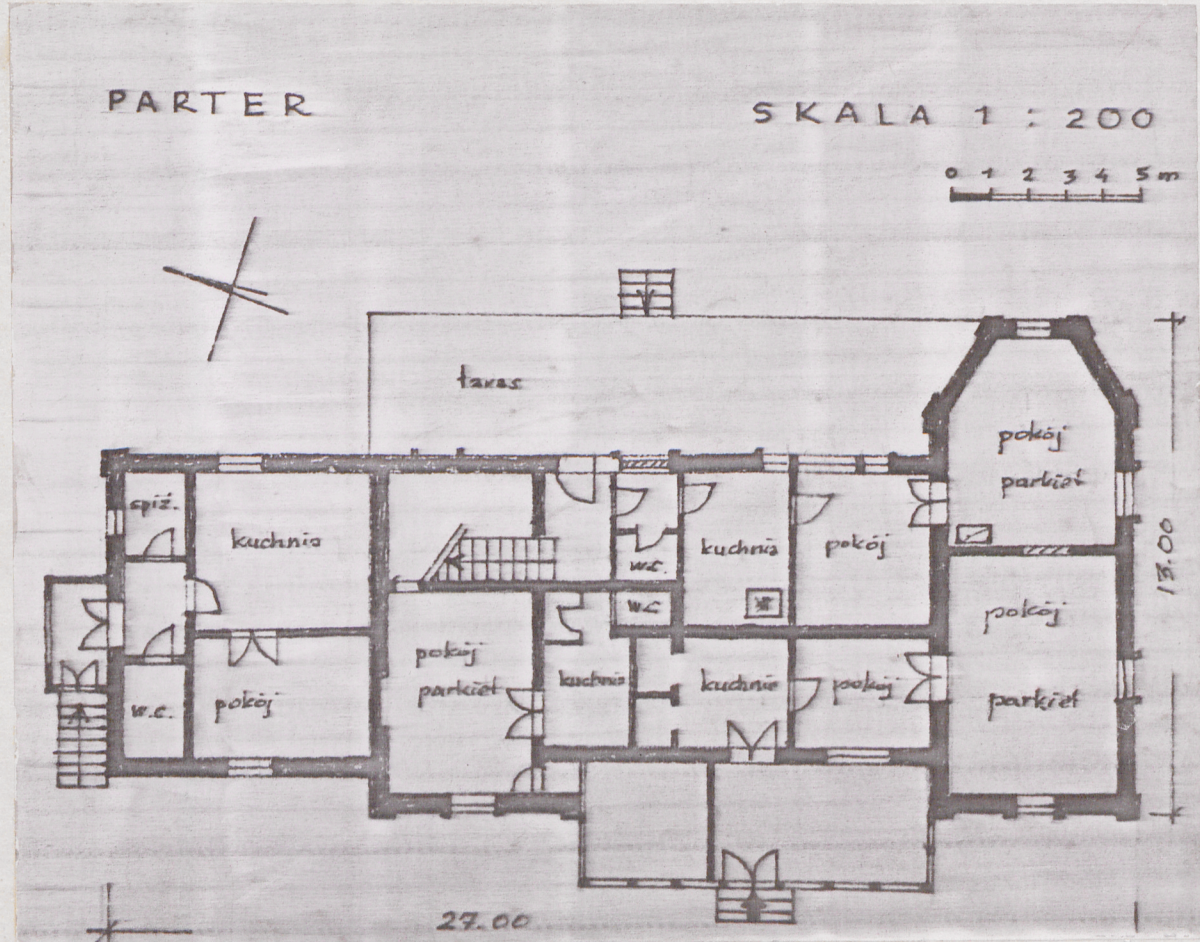 PARTER
SKALA 1 : 200
0 1 2 3 4 5 m
taras
pokój
parkiet
spiż.
kuchnia
kuchnia
pokój
w.c.
w.c
pokój
parkiet
pokój
parkiet
kuchnia
kuchnia
pokój
w.c.
pokój
13.00
27.00